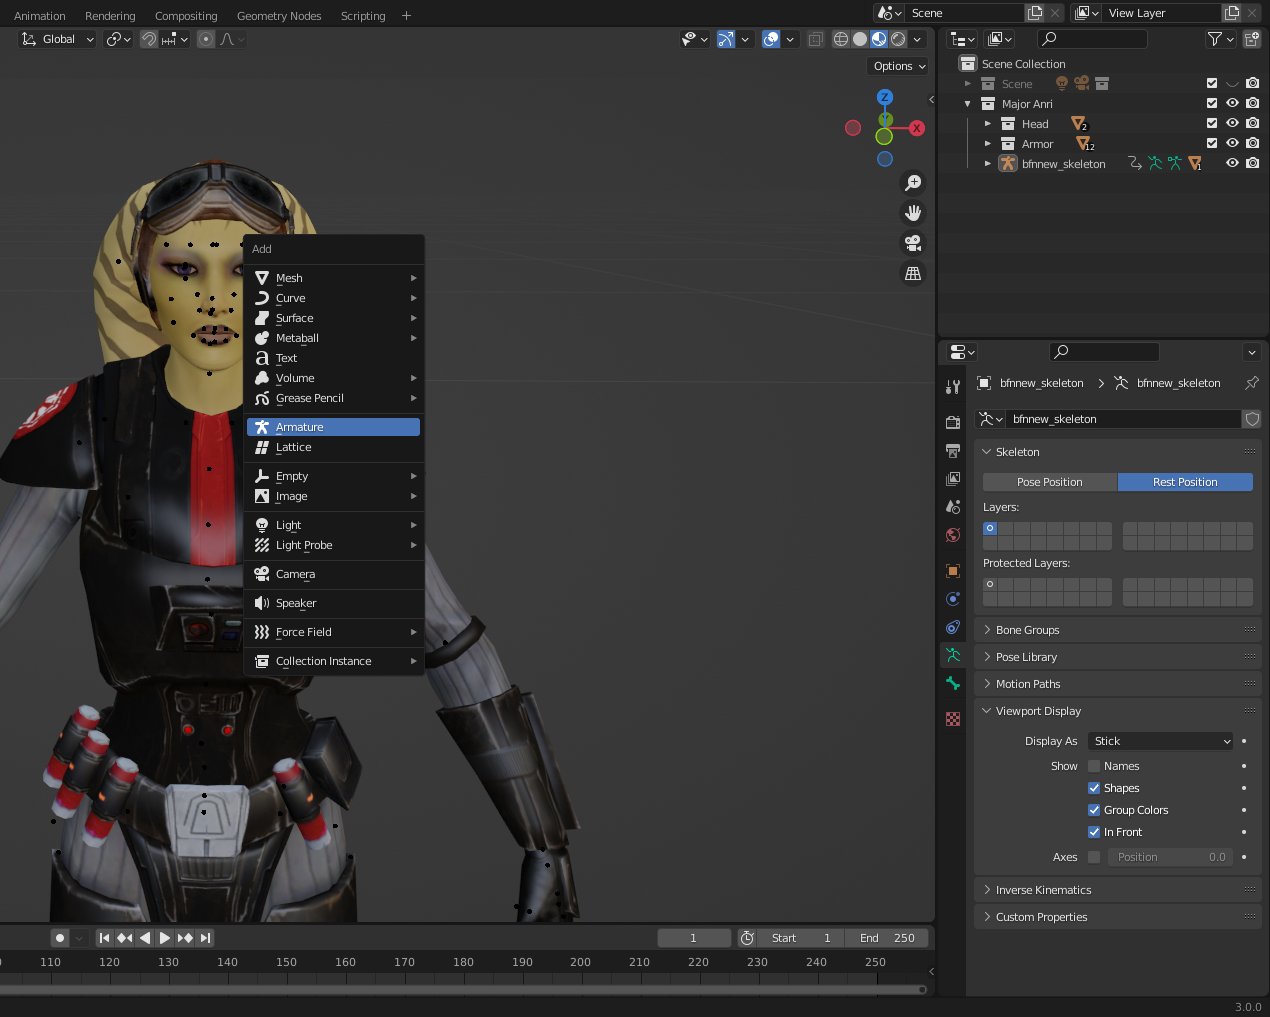 Animation Rendering Compositing Geometry Nodes Scripting +
Scene
View Layer
Global
Options
Z
Y
X
Scene Collection
Scene
Major Anri
Head 2
Armor 12
bfnnew_skeleton 1
Add
Mesh
Curve
Surface
Metaball
Text
Volume
Grease Pencil
Armature
Lattice
Empty
Image
Light
Light Probe
Camera
Speaker
Force Field
Collection Instance
bfnnew_skeleton > bfnnew_skeleton
bfnnew_skeleton
Skeleton
Pose Position Rest Position
Layers:
Protected Layers:
Bone Groups
Pose Library
Motion Paths
Viewport Display
Display As Stick
Show Names
Shapes
Group Colors
In Front
Axes Position 0.0
Inverse Kinematics
Custom Properties
1 Start 1 End 250
110 120 130 140 150 160 170 180 190 200 210 220 230 240 250
3.0.0